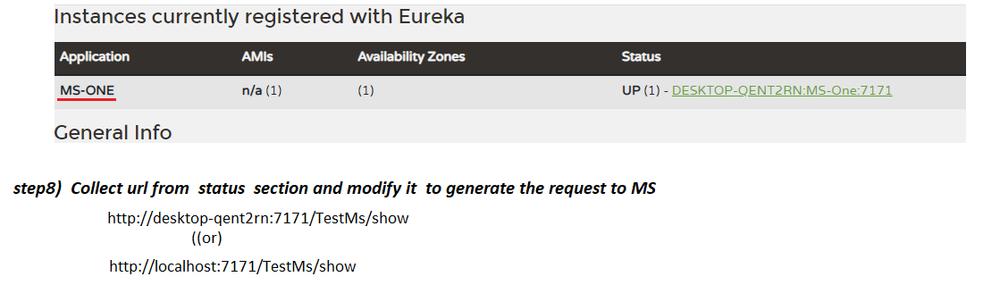 Instances currently registered with Eureka
Application AMIs Availability Zones Status
MS-ONE n/a (1) (1) UP (1) - DESKTOP-QENT2RN:MS-One:7171
General Info
step8) Collect url from status section and modify it to generate the request to MS
http://desktop-qent2rn:7171/TestMs/show
((or)
http://localhost:7171/TestMs/show